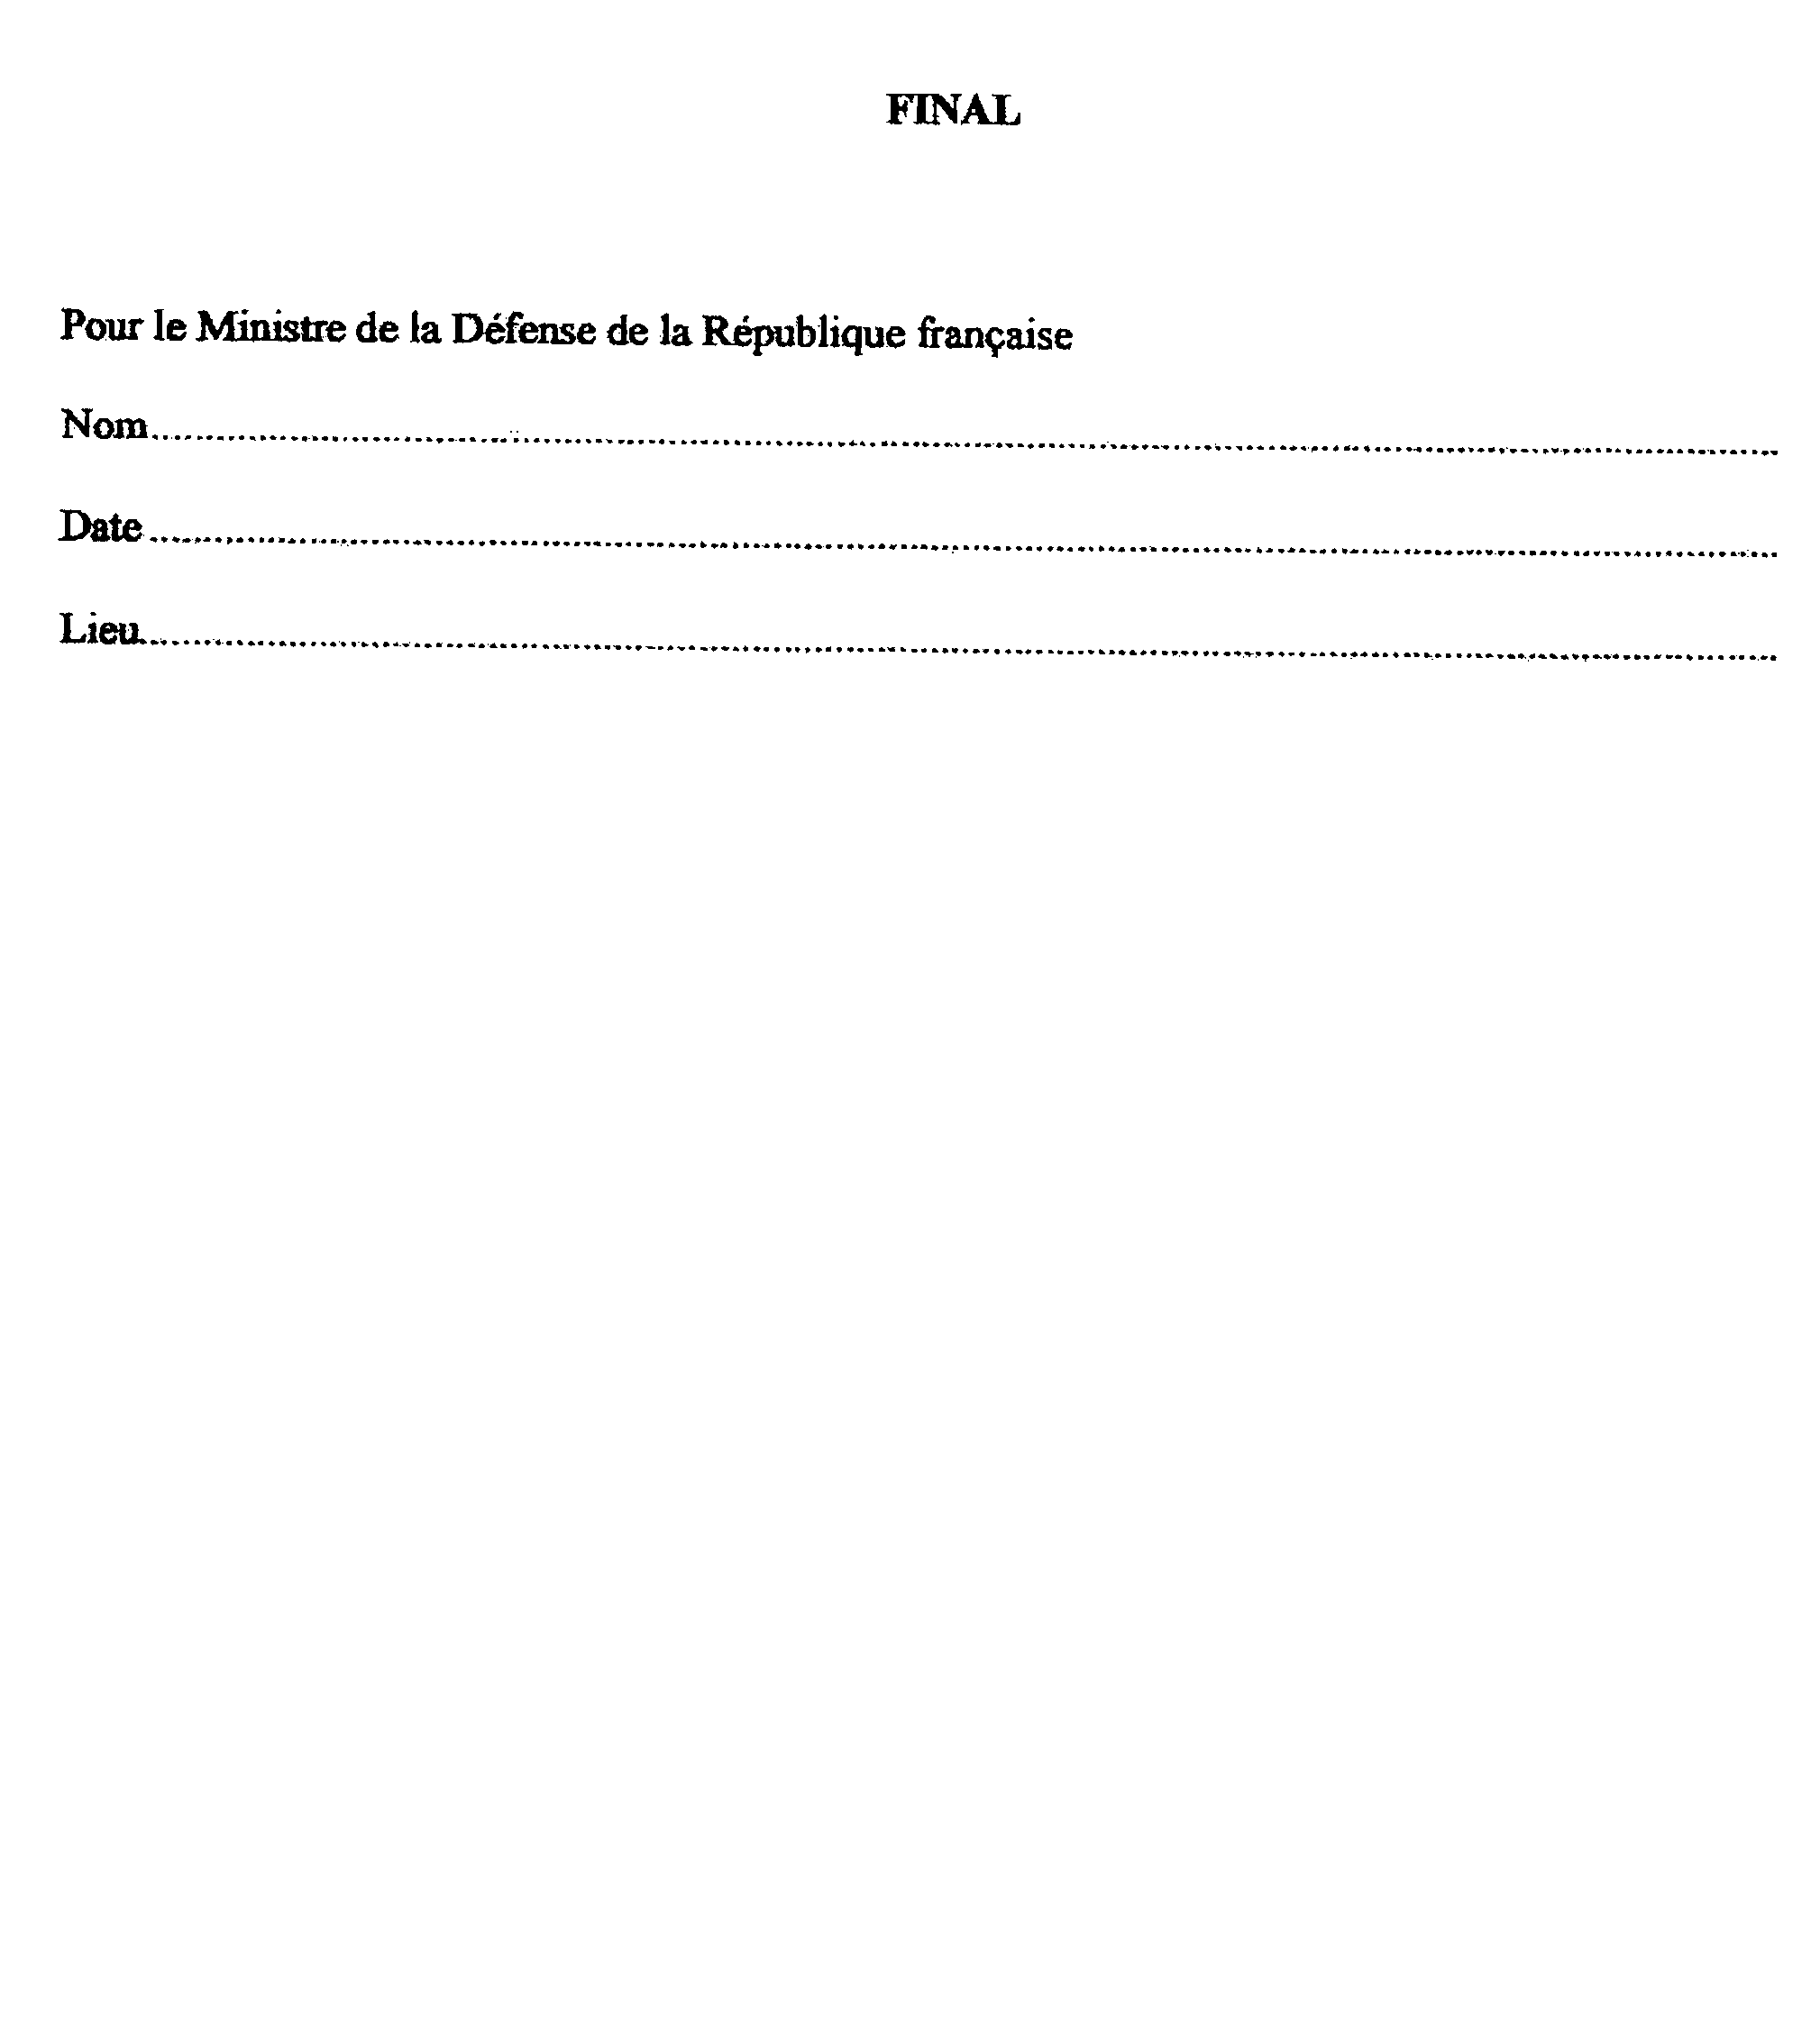 FINAL
Pour le Ministre de la Défense de la République française
Nom
Date
Lieu